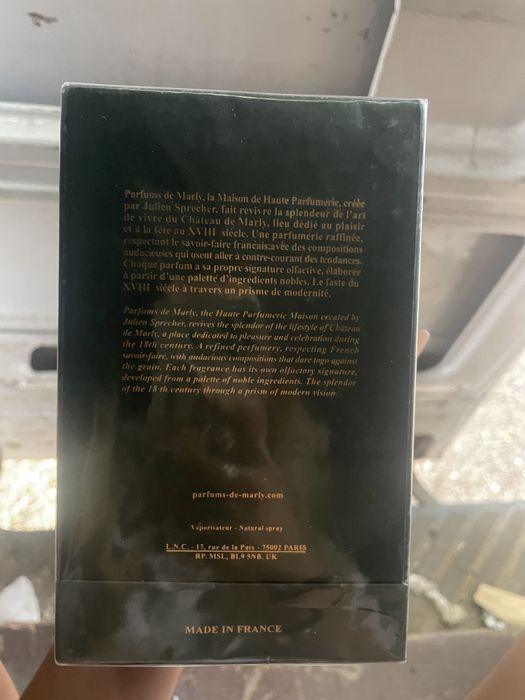 Parfums de Marly, la Maison de Haute Parfumerie, créée
par Julien Sprecher, fait revivre la splendeur de l'art
de vivre du Château de Marly, lieu dédié au plaisir
et à la fête au XVIII siècle. Une parfumerie raffinée,
respectant le savoir-faire français;avec des compositions
audacieuses qui usent aller à contre-courant des tendances.
Chaque parfum a sa propre signature olfactive, élaborée
à partir d'une palette d'ingrédients nobles. Le faste du
XVIII siècle à travers un prisme de modernité.
Parfums de Marly, the Haute Parfumerie Maison created by
Julien Sprecher, revives the splendor of the lifestyle of Château
de Marly, a place dedicated to pleasure and celebration during
the 18th century. A refined perfumery, respecting French
savoir-faire, with audacious compositions that dare togo against
the grain. Each fragrance has its own olfactory signature,
developed from a palette of noble ingredients. The splendor
of the 18 th century through a prism of modern vision.
parfums-de-marly.com
Vaporisateur - Natural spray
L.N.C. - 17, rue de la Paix - 75002 PARIS
RP. MSL, BL9 5NB. UK
MADE IN FRANCE